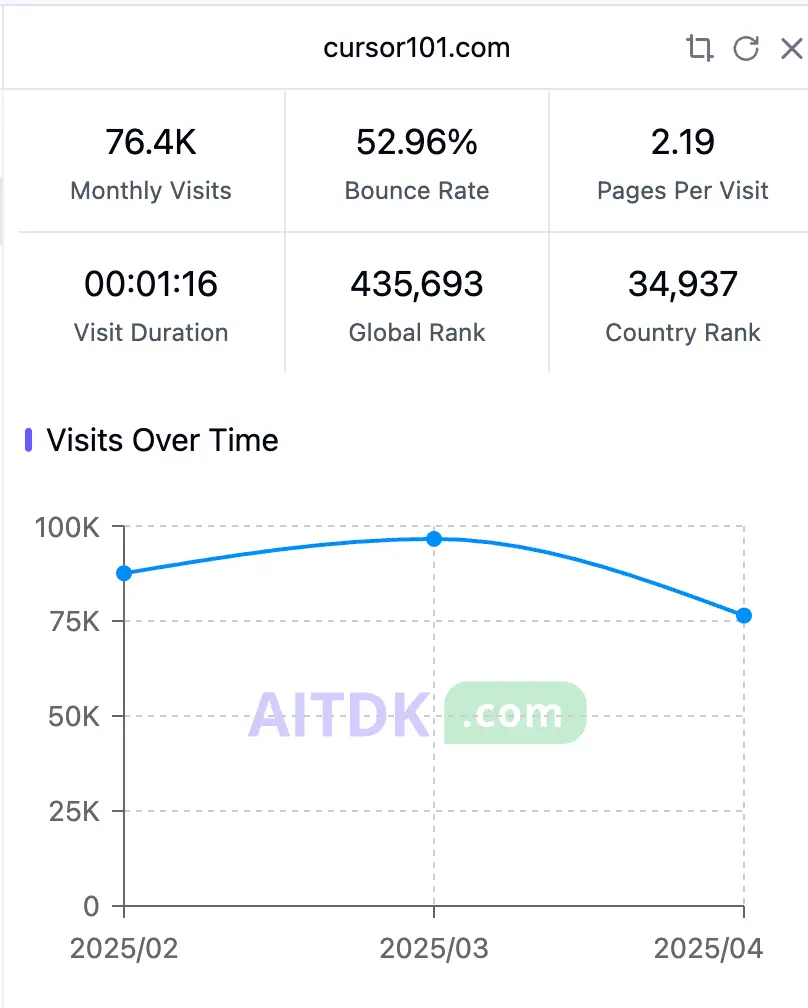 cursor101.com
76.4K
Monthly Visits
52.96%
Bounce Rate
2.19
Pages Per Visit
00:01:16
Visit Duration
435,693
Global Rank
34,937
Country Rank
Visits Over Time
100K
75K
50K
25K
0
AITDK .com
2025/02
2025/03
2025/04